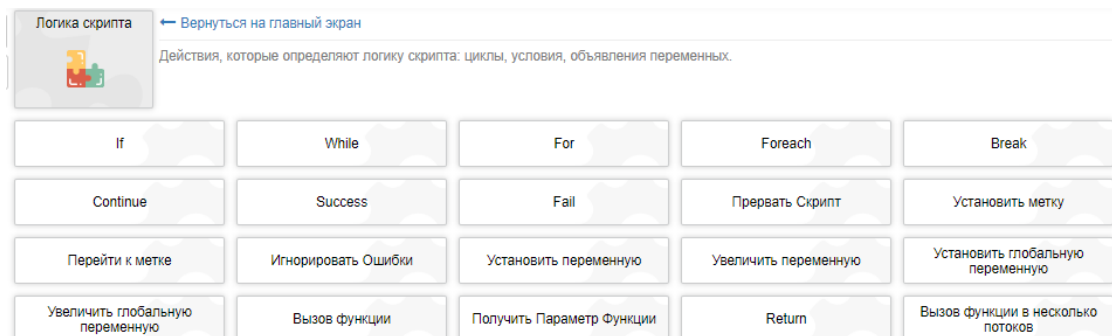 Логика скрипта
← Вернуться на главный экран
Действия, которые определяют логику скрипта: циклы, условия, объявления переменных.
If
While
For
Foreach
Break
Continue
Success
Fail
Прервать Скрипт
Установить метку
Перейти к метке
Игнорировать Ошибки
Установить переменную
Увеличить переменную
Установить глобальную
переменную
Увеличить глобальную
переменную
Вызов функции
Получить Параметр Функции
Return
Вызов функции в несколько
потоков